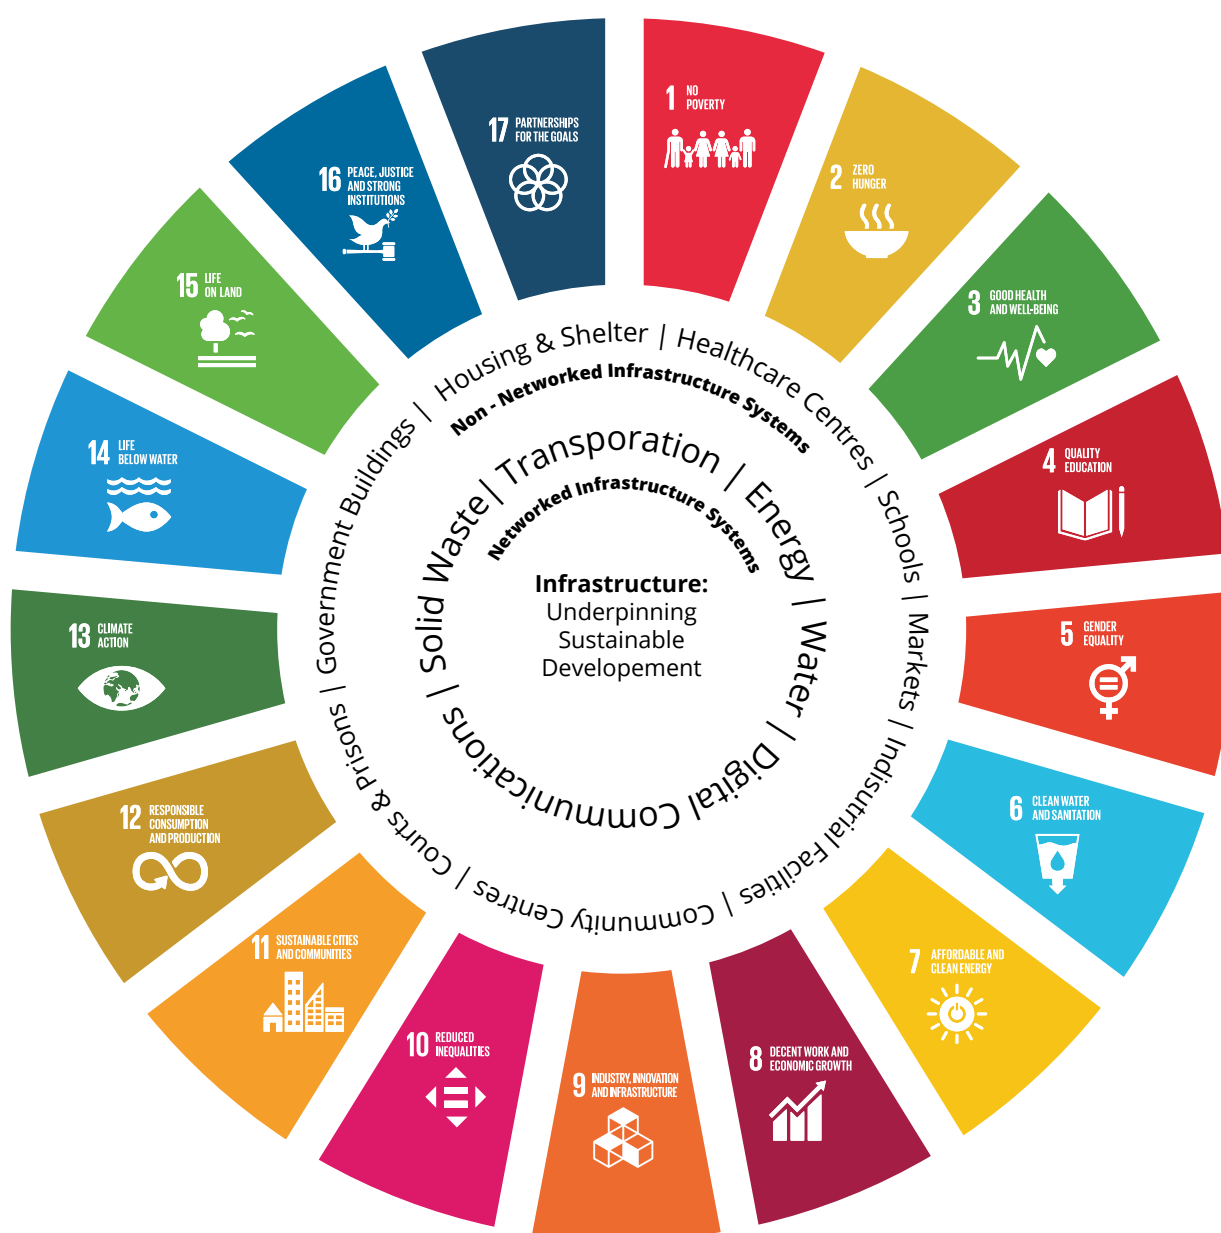 1 NO
POVERTY
2 ZERO
HUNGER
3 GOOD HEALTH
AND WELL-BEING
4 QUALITY
EDUCATION
5 GENDER
EQUALITY
6 CLEAN WATER
AND SANITATION
7 AFFORDABLE AND
CLEAN ENERGY
8 DECENT WORK AND
ECONOMIC GROWTH
9 INDUSTRY, INNOVATION
AND INFRASTRUCTURE
10 REDUCED
INEQUALITIES
11 SUSTAINABLE CITIES
AND COMMUNITIES
12 RESPONSIBLE
CONSUMPTION
AND PRODUCTION
13 CLIMATE
ACTION
14 LIFE
BELOW WATER
15 LIFE
ON LAND
16 PEACE, JUSTICE
AND STRONG
INSTITUTIONS
17 PARTNERSHIPS
FOR THE GOALS
Housing & Shelter | Healthcare Centres | Schools | Markets | Indisutrial Facilities | Community Centres | Courts & Prisons | Government Buildings |
Non - Networked Infrastructure Systems
Transporation | Energy | Water | Digital Communications | Solid Waste |
Networked Infrastructure Systems
Infrastructure:
Underpinning
Sustainable
Developement